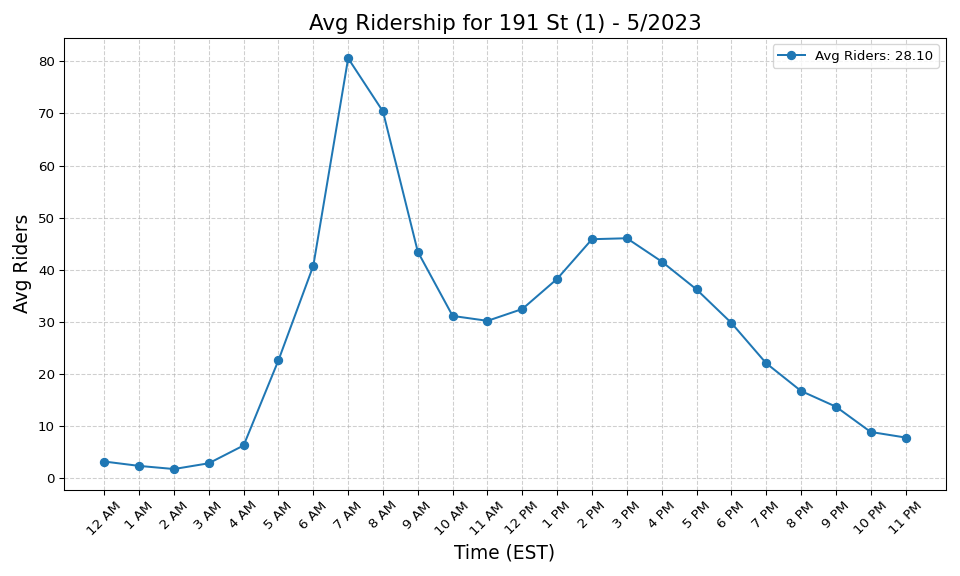 Avg Ridership for 191 St (1) - 5/2023
Avg Riders: 28.10
Avg Riders
80
70
60
50
40
30
20
10
0
12 AM
1 AM
2 AM
3 AM
4 AM
5 AM
6 AM
7 AM
8 AM
9 AM
10 AM
11 AM
12 PM
1 PM
2 PM
3 PM
4 PM
5 PM
6 PM
7 PM
8 PM
9 PM
10 PM
11 PM
Time (EST)